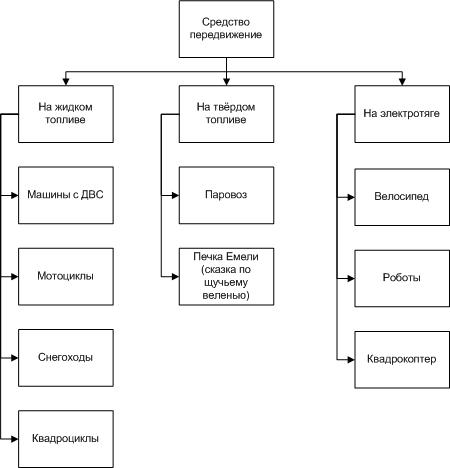 Средство
передвижение
На жидком
топливе
На твёрдом
топливе
На электротяге
Машины с ДВС
Паровоз
Велосипед
Мотоциклы
Печка Емели
(сказка по
щучьему
веленью)
Роботы
Снегоходы
Квадрокоптер
Квадроциклы